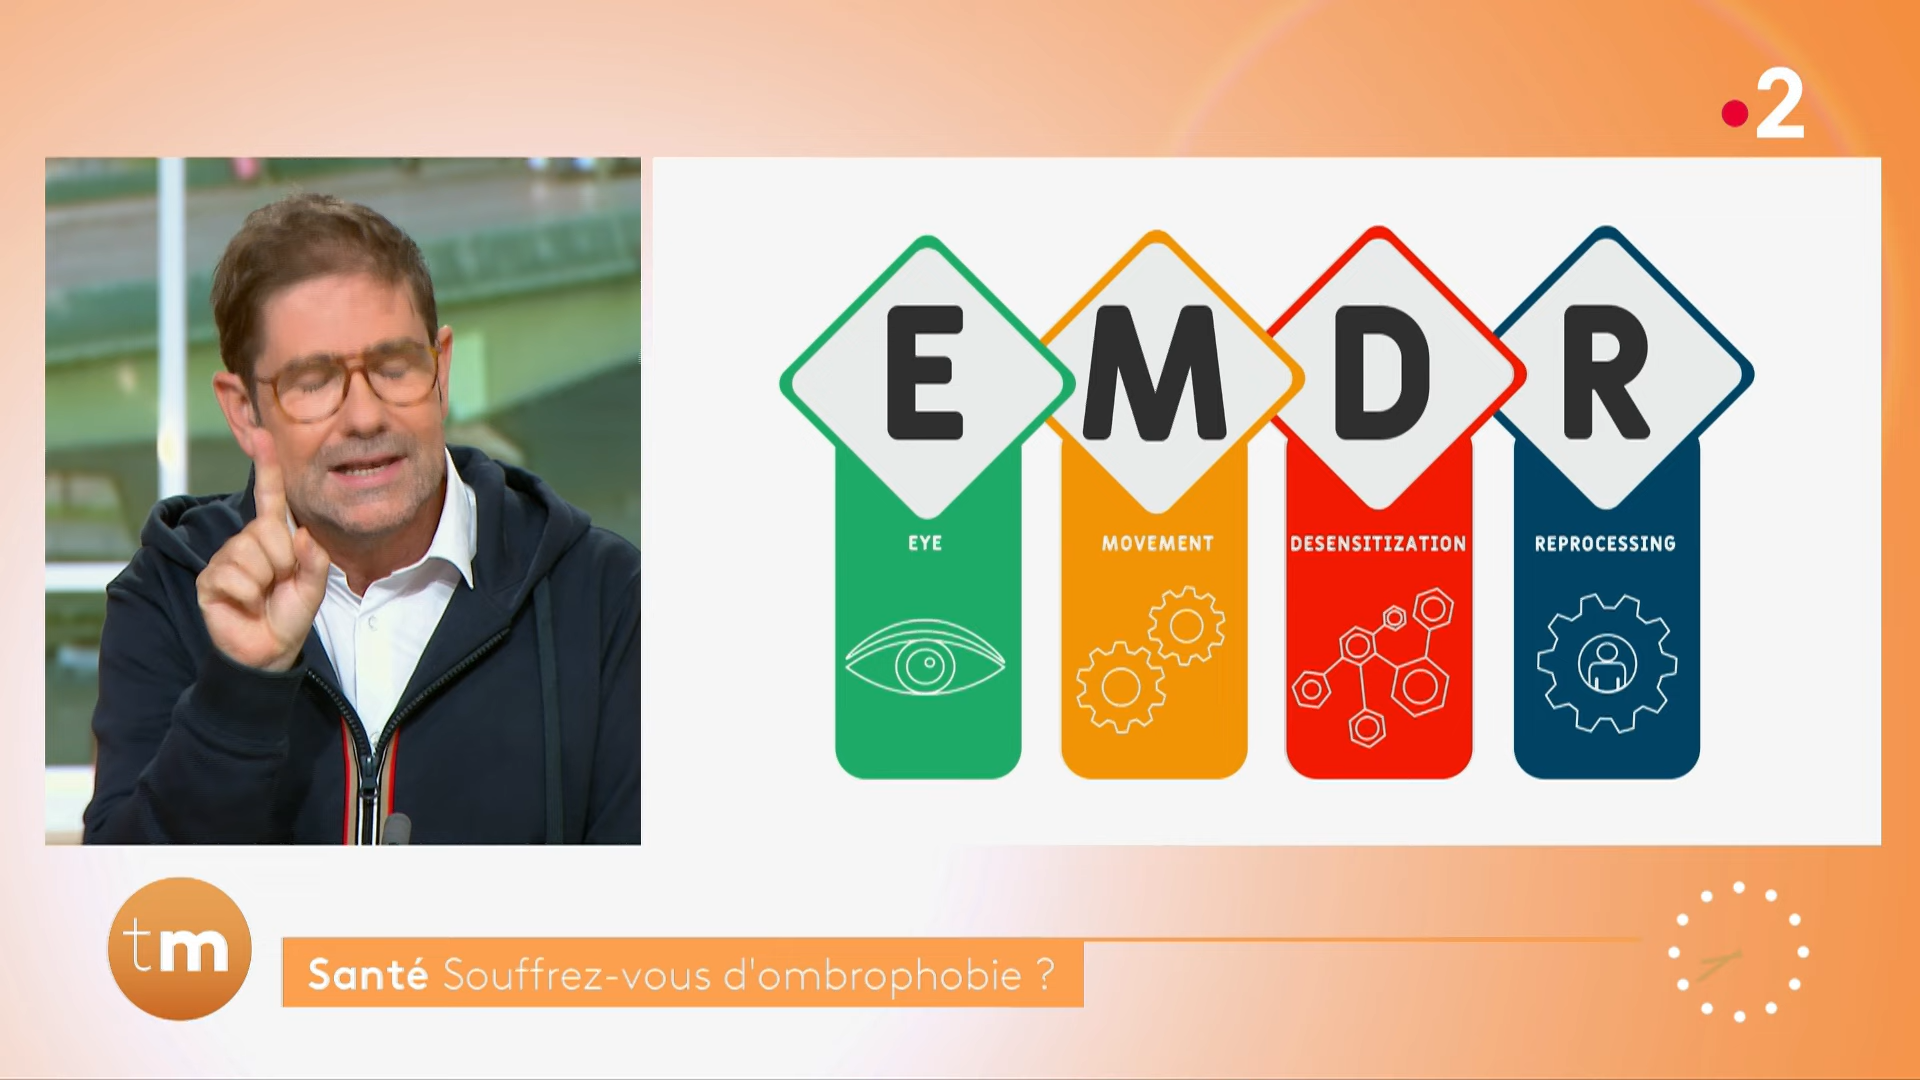 2
E M D R
EYE MOVEMENT DESENSITIZATION REPROCESSING
tm
Santé Souffrez-vous d'ombrophobie ?